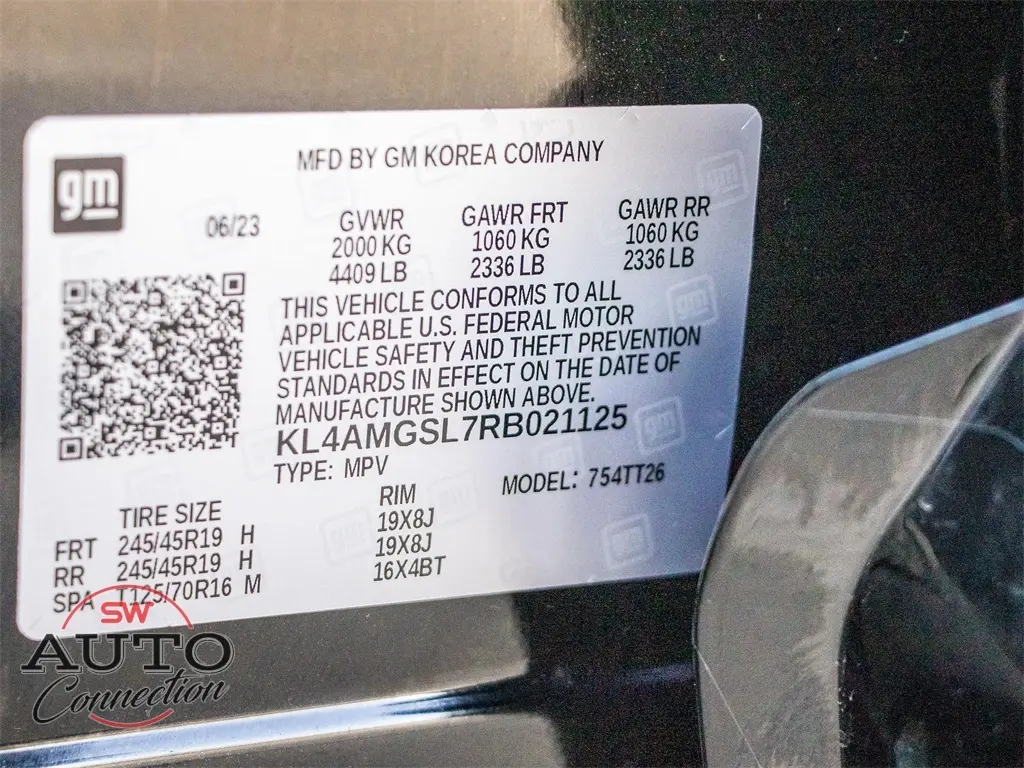 gm
MFD BY GM KOREA COMPANY
06/23
GVWR
2000 KG
4409 LB
GAWR FRT
1060 KG
2336 LB
GAWR RR
1060 KG
2336 LB
THIS VEHICLE CONFORMS TO ALL
APPLICABLE U.S. FEDERAL MOTOR
VEHICLE SAFETY AND THEFT PREVENTION
STANDARDS IN EFFECT ON THE DATE OF
MANUFACTURE SHOWN ABOVE.
KL4AMGSL7RB021125
TYPE: MPV
MODEL: 754TT26
TIRE SIZE RIM
FRT 245/45R19 H 19X8J
RR 245/45R19 H 19X8J
SPA T125/70R16 M 16X4BT
SW
AUTO
Connection